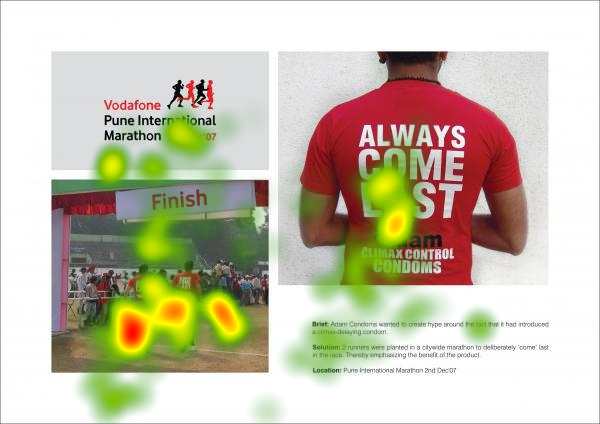 Vodafone
Pune International
Marathon
'07
Finish
ALWAYS
COME
LAST
CLIMAX CONTROL
CONDOMS
Brief: Adam Condoms wanted to create hype around the fact that it had introduced
a climax-delaying condom.
Solution: 2 runners were planted in a citywide marathon to deliberately 'come' last
in the race. Thereby emphasizing the benefit of the product.
Location: Pune International Marathon 2nd Dec'07